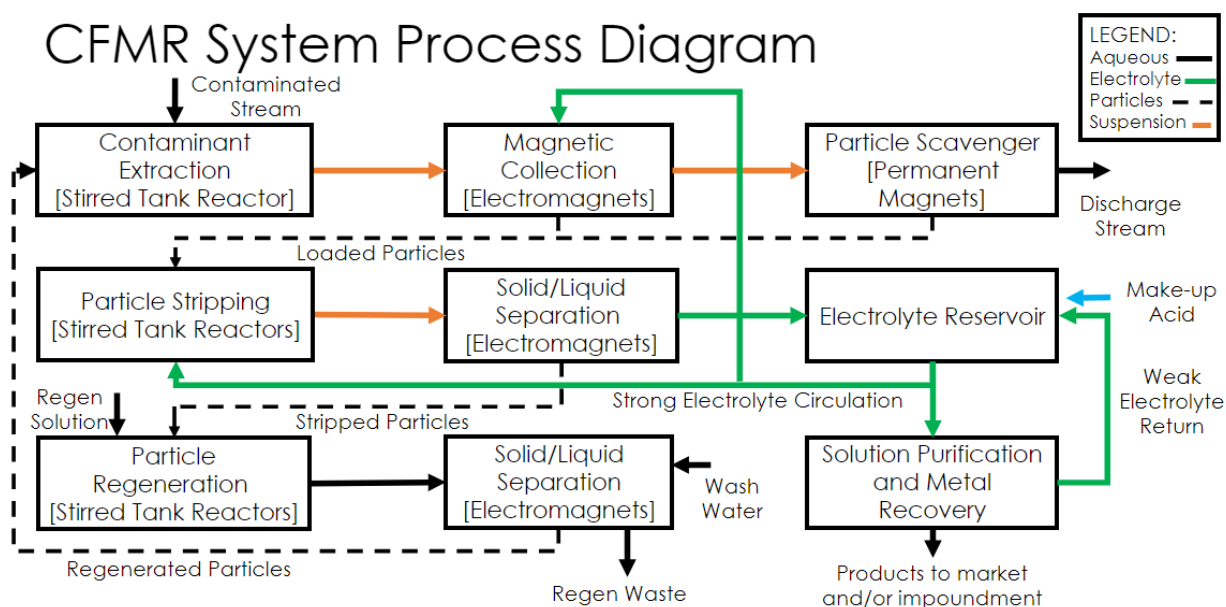 CFMR System Process Diagram
LEGEND:
Aqueous
Electrolyte
Particles
Suspension
Contaminated
Stream
Contaminant
Extraction
[Stirred Tank Reactor]
Magnetic
Collection
[Electromagnets]
Particle Scavenger
[Permanent
Magnets]
Discharge
Stream
Loaded Particles
Particle Stripping
[Stirred Tank Reactors]
Solid/Liquid
Separation
[Electromagnets]
Electrolyte Reservoir
Make-up
Acid
Weak
Electrolyte
Return
Regen
Solution
Stripped Particles
Strong Electrolyte Circulation
Particle
Regeneration
[Stirred Tank Reactors]
Solid/Liquid
Separation
[Electromagnets]
Wash
Water
Solution Purification
and Metal
Recovery
Regenerated Particles
Regen Waste
Products to market
and/or impoundment